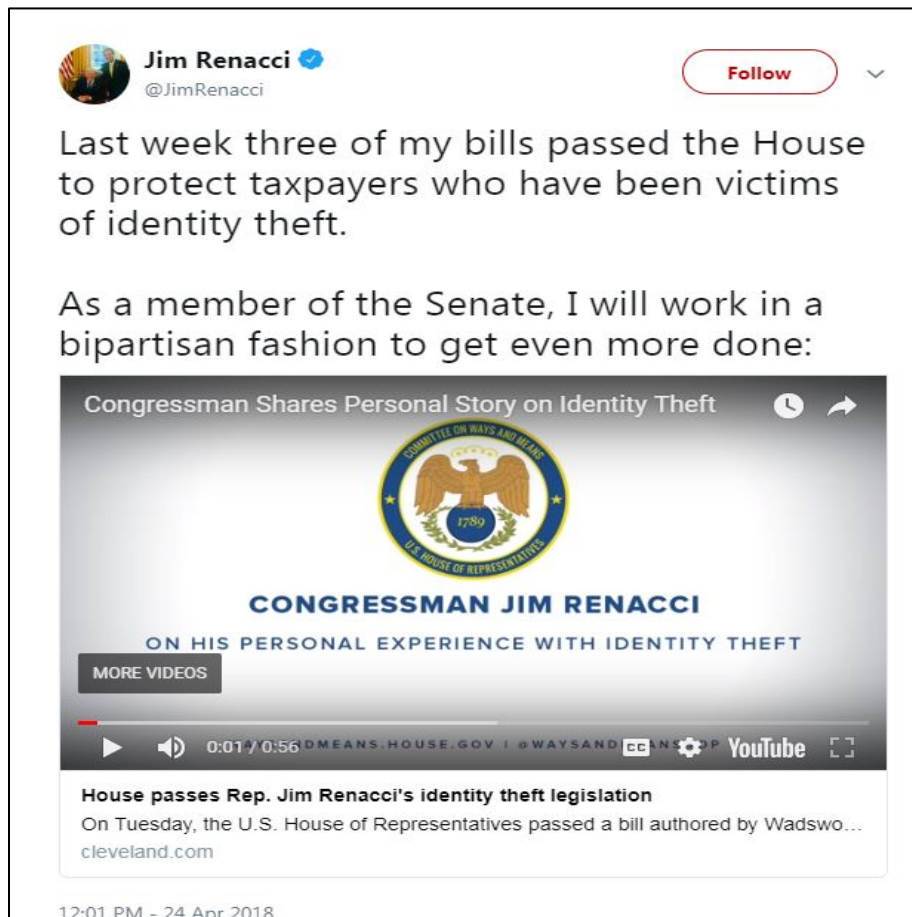 Jim Renacci
@JimRenacci
Follow
Last week three of my bills passed the House
to protect taxpayers who have been victims
of identity theft.
As a member of the Senate, I will work in a
bipartisan fashion to get even more done:
Congressman Shares Personal Story on Identity Theft
COMMITTEE ON WAYS AND MEANS
1789
U.S. HOUSE OF REPRESENTATIVES
CONGRESSMAN JIM RENACCI
ON HIS PERSONAL EXPERIENCE WITH IDENTITY THEFT
MORE VIDEOS
0:01 / 0:56
CC
YouTube
House passes Rep. Jim Renacci's identity theft legislation
On Tuesday, the U.S. House of Representatives passed a bill authored by Wadswo...
cleveland.com
12:01 PM - 24 Apr 2018